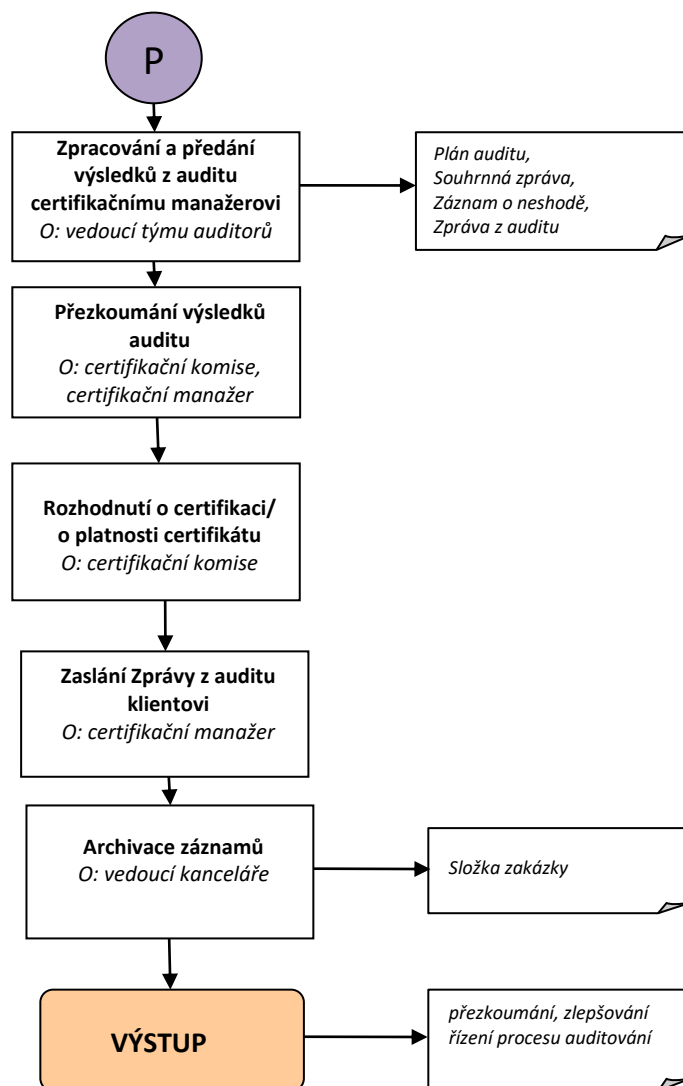 P
Zpracování a předání
výsledků z auditu
certifikačnímu manažerovi
O: vedoucí týmu auditorů
Plán auditu,
Souhrnná zpráva,
Záznam o neshodě,
Zpráva z auditu
Přezkoumání výsledků
auditu
O: certifikační komise,
certifikační manažer
Rozhodnutí o certifikaci/
o platnosti certifikátu
O: certifikační komise
Zaslání Zprávy z auditu
klientovi
O: certifikační manažer
Archivace záznamů
O: vedoucí kanceláře
Složka zakázky
VÝSTUP
přezkoumání, zlepšování
řízení procesu auditování